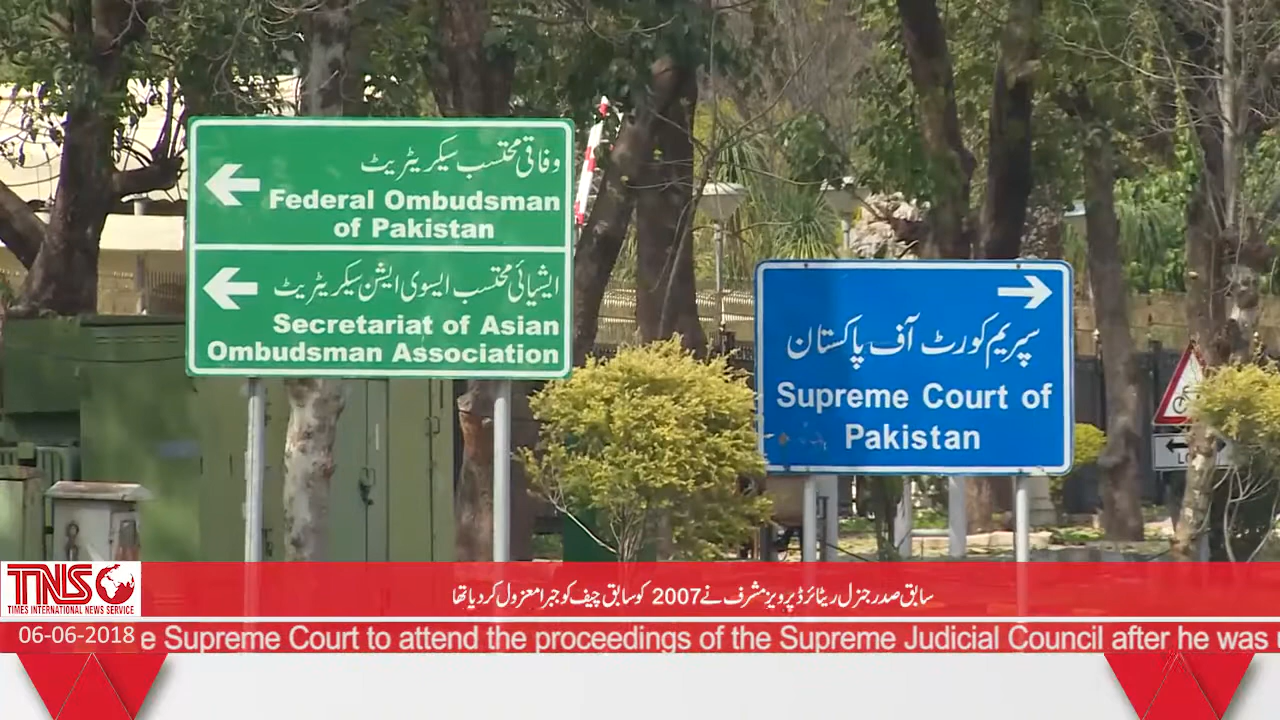 وفاقی محتسب سیکریٹریٹ
Federal Ombudsman
of Pakistan
ایشیائی محتسب ایسوی ایشن سیکریٹریٹ
Secretariat of Asian
Ombudsman Association
سپریم کورٹ آف پاکستان
Supreme Court of
Pakistan
TNS
TIMES INTERNATIONAL NEWS SERVICE
سابق صدر جنرل ریٹائرڈ پرویز مشرف نے 2007 کو سابق چیف کو جبرا معزول کر دیا تھا
06-06-2018
e Supreme Court to attend the proceedings of the Supreme Judicial Council after he was